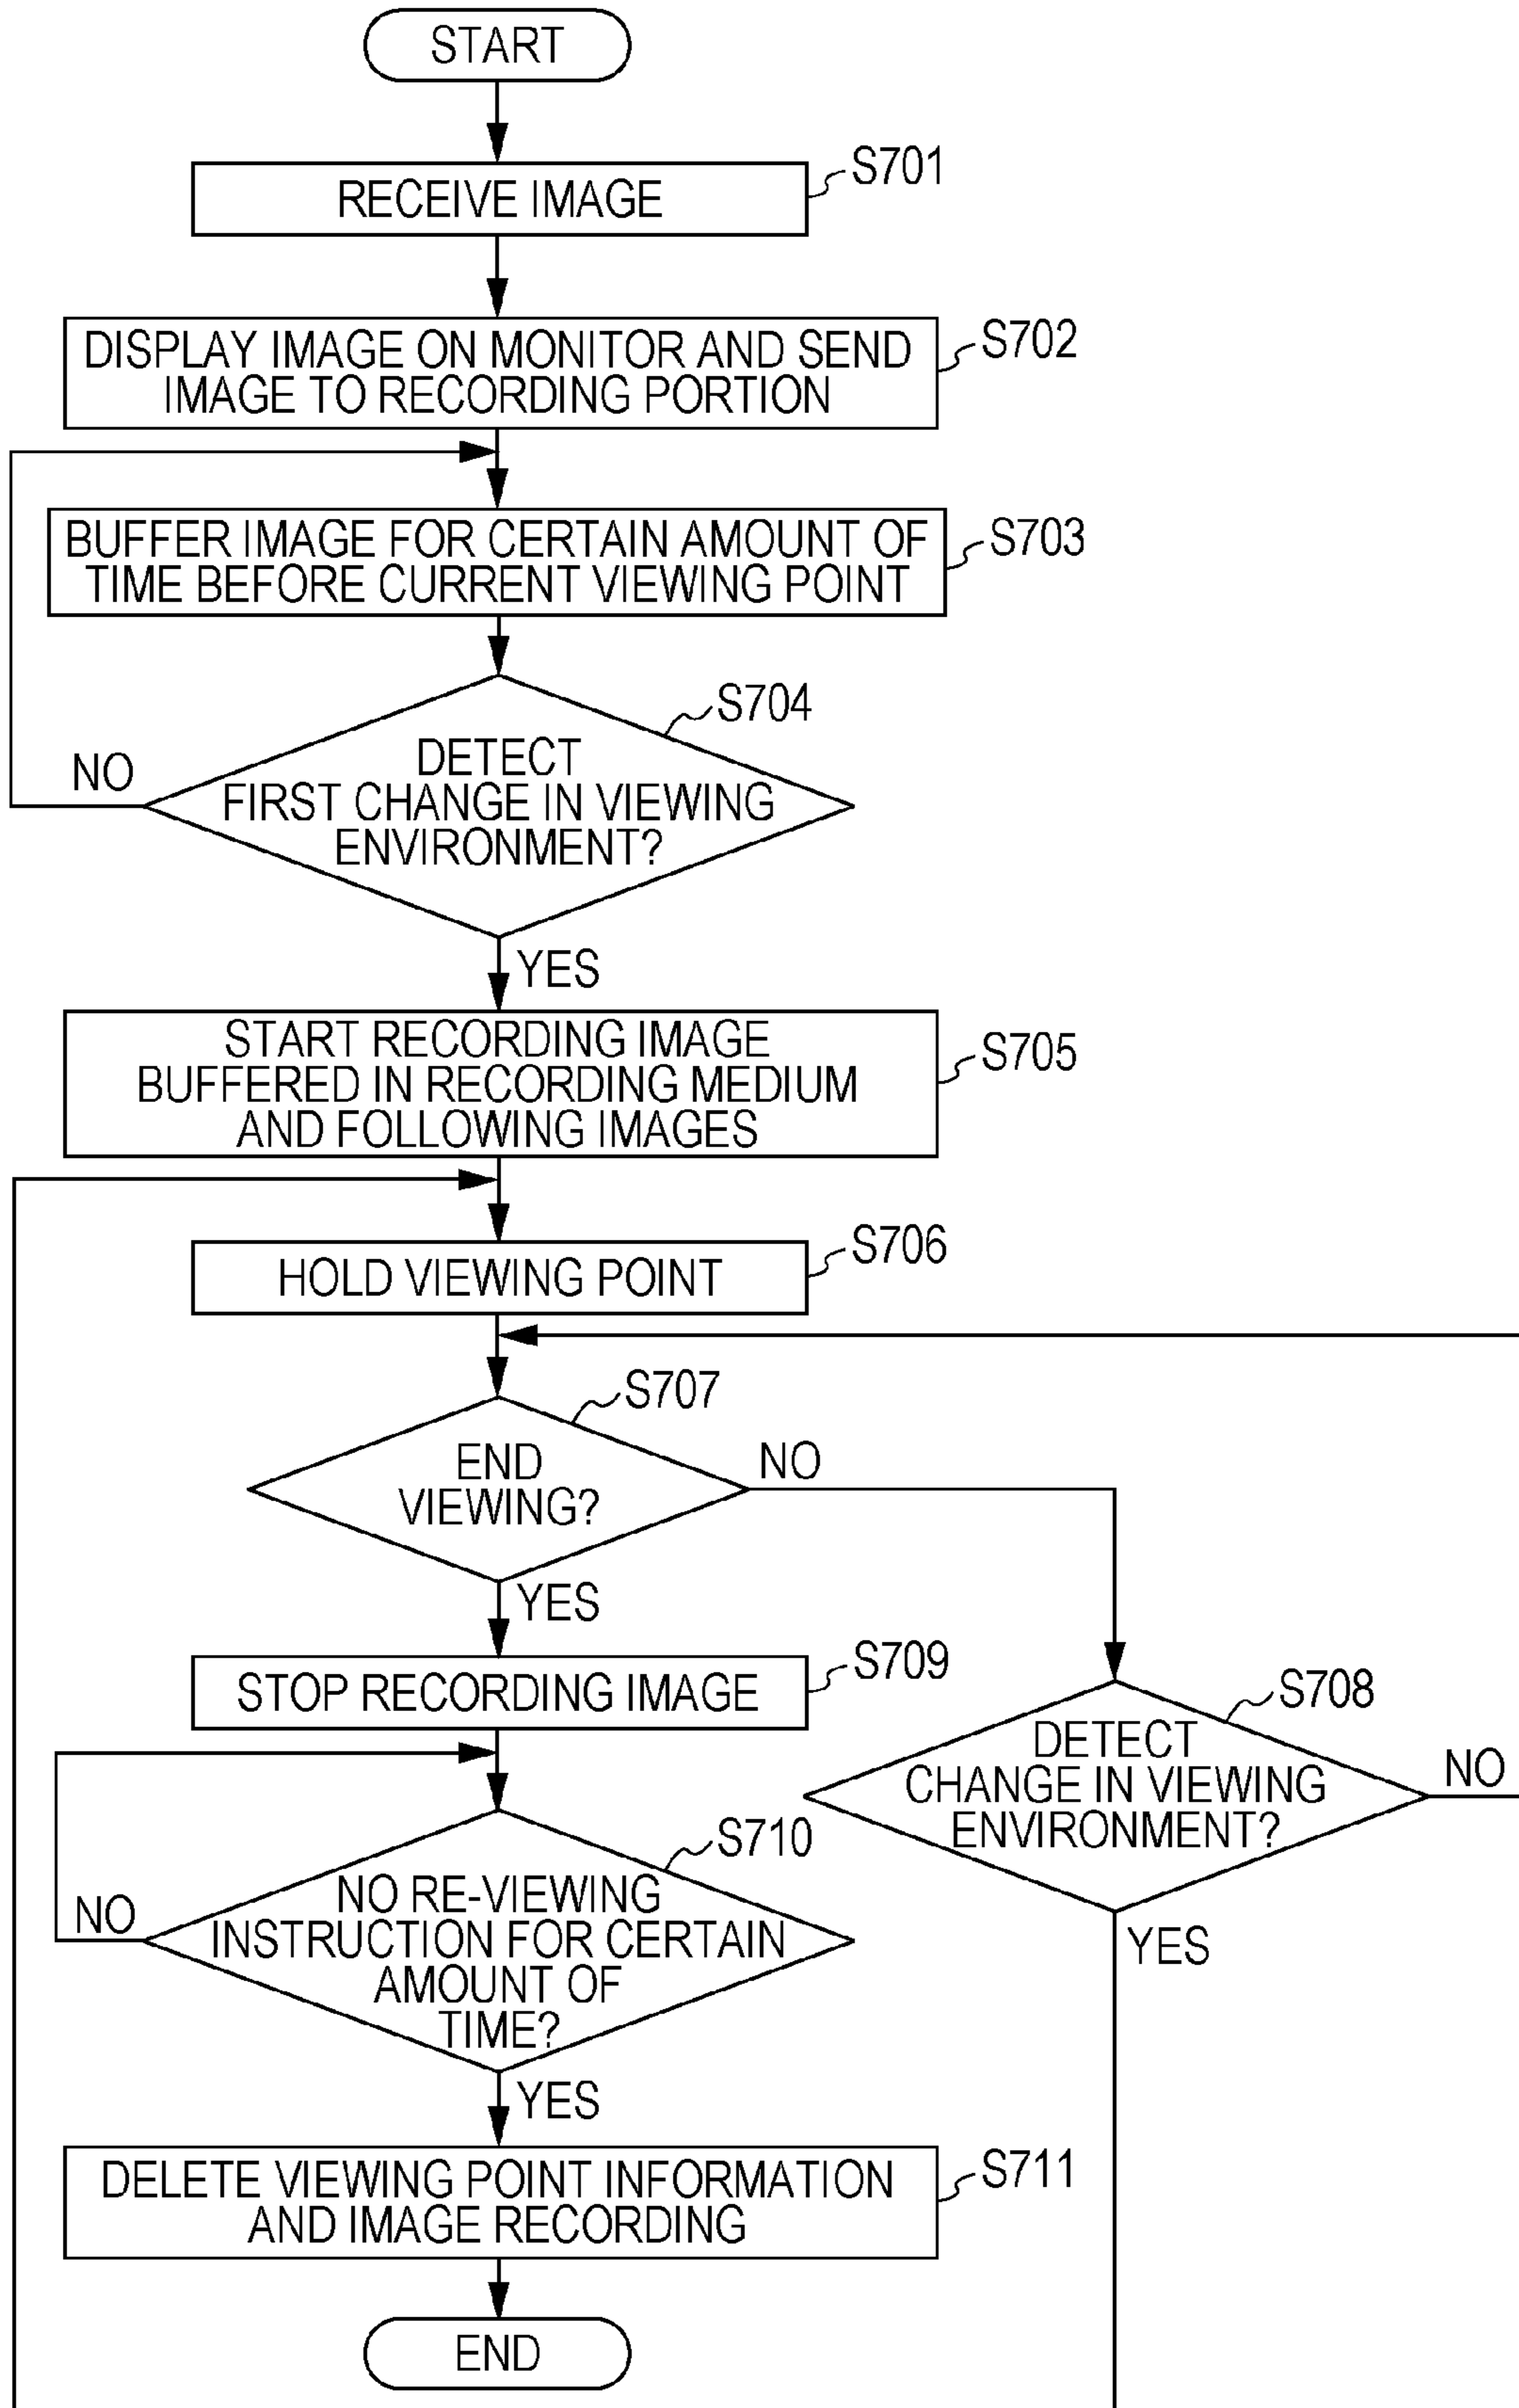 START
RECEIVE IMAGE
S701
DISPLAY IMAGE ON MONITOR AND SEND
IMAGE TO RECORDING PORTION
S702
BUFFER IMAGE FOR CERTAIN AMOUNT OF
TIME BEFORE CURRENT VIEWING POINT
S703
S704
DETECT
FIRST CHANGE IN VIEWING
ENVIRONMENT?
NO
YES
START RECORDING IMAGE
BUFFERED IN RECORDING MEDIUM
AND FOLLOWING IMAGES
S705
HOLD VIEWING POINT
S706
S707
END
VIEWING?
NO
YES
STOP RECORDING IMAGE
S709
S708
DETECT
CHANGE IN VIEWING
ENVIRONMENT?
NO
YES
S710
NO RE-VIEWING
INSTRUCTION FOR CERTAIN
AMOUNT OF
TIME?
NO
YES
DELETE VIEWING POINT INFORMATION
AND IMAGE RECORDING
S711
END